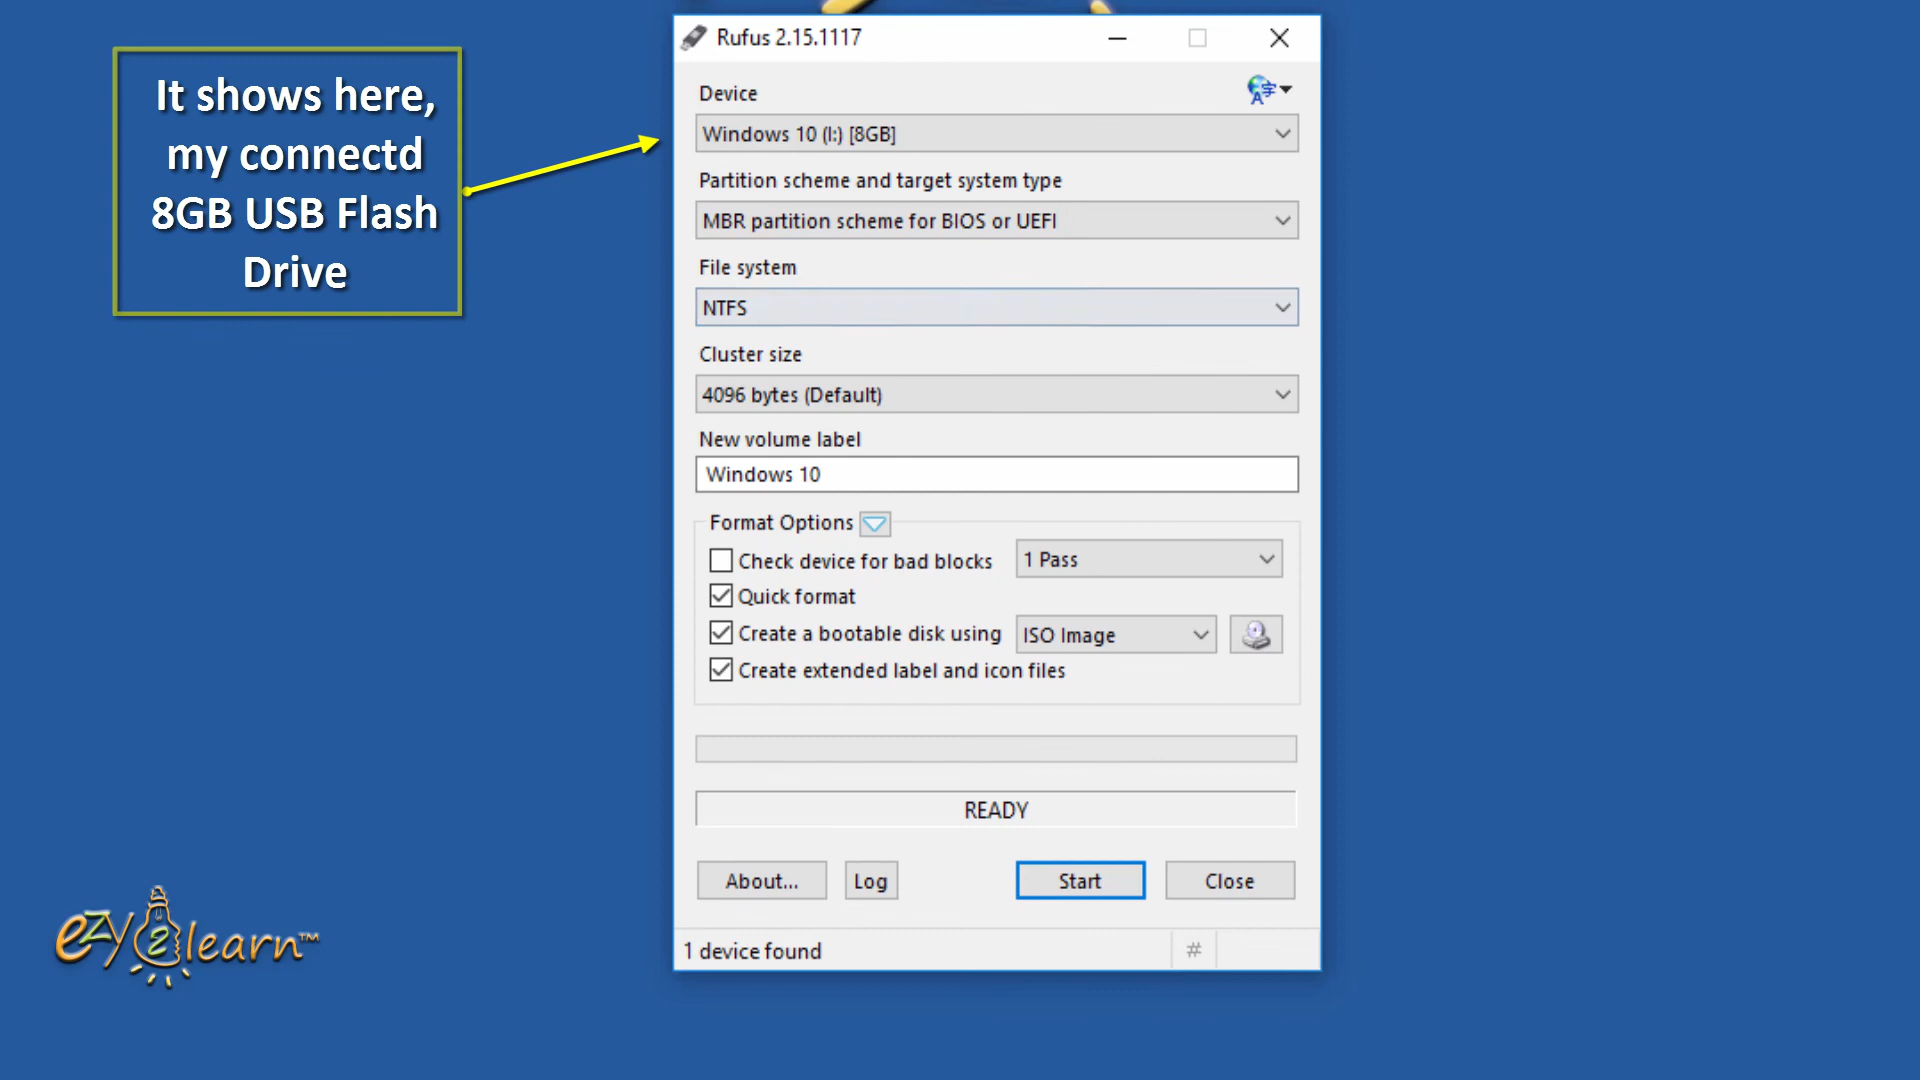 It shows here,
my connectd
8GB USB Flash
Drive
Rufus 2.15.1117
Device
Windows 10 (I:) [8GB]
Partition scheme and target system type
MBR partition scheme for BIOS or UEFI
File system
NTFS
Cluster size
4096 bytes (Default)
New volume label
Windows 10
Format Options
Check device for bad blocks 1 Pass
Quick format
Create a bootable disk using ISO Image
Create extended label and icon files
READY
About... Log Start Close
1 device found #
ezy2learn™